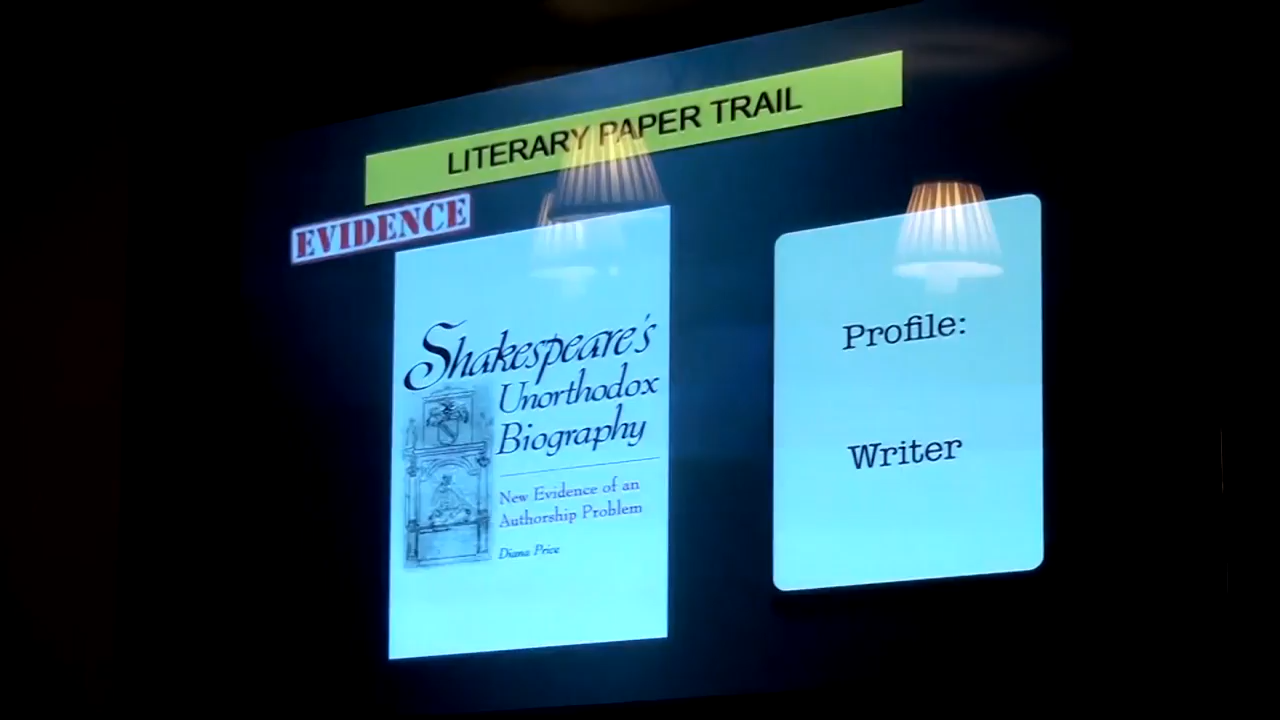 LITERARY PAPER TRAIL
EVIDENCE
Shakespeare's
Unorthodox
Biography
New Evidence of an
Authorship Problem
Diana Price
Profile:
Writer